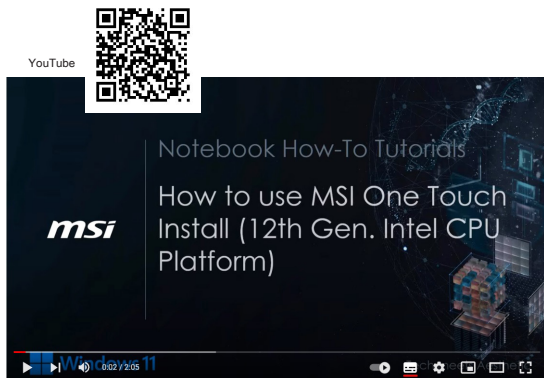 YouTube
Notebook How-To Tutorials
How to use MSI One Touch
Install (12th Gen. Intel CPU
Platform)
msi
Windows 11
0:02 / 2:05